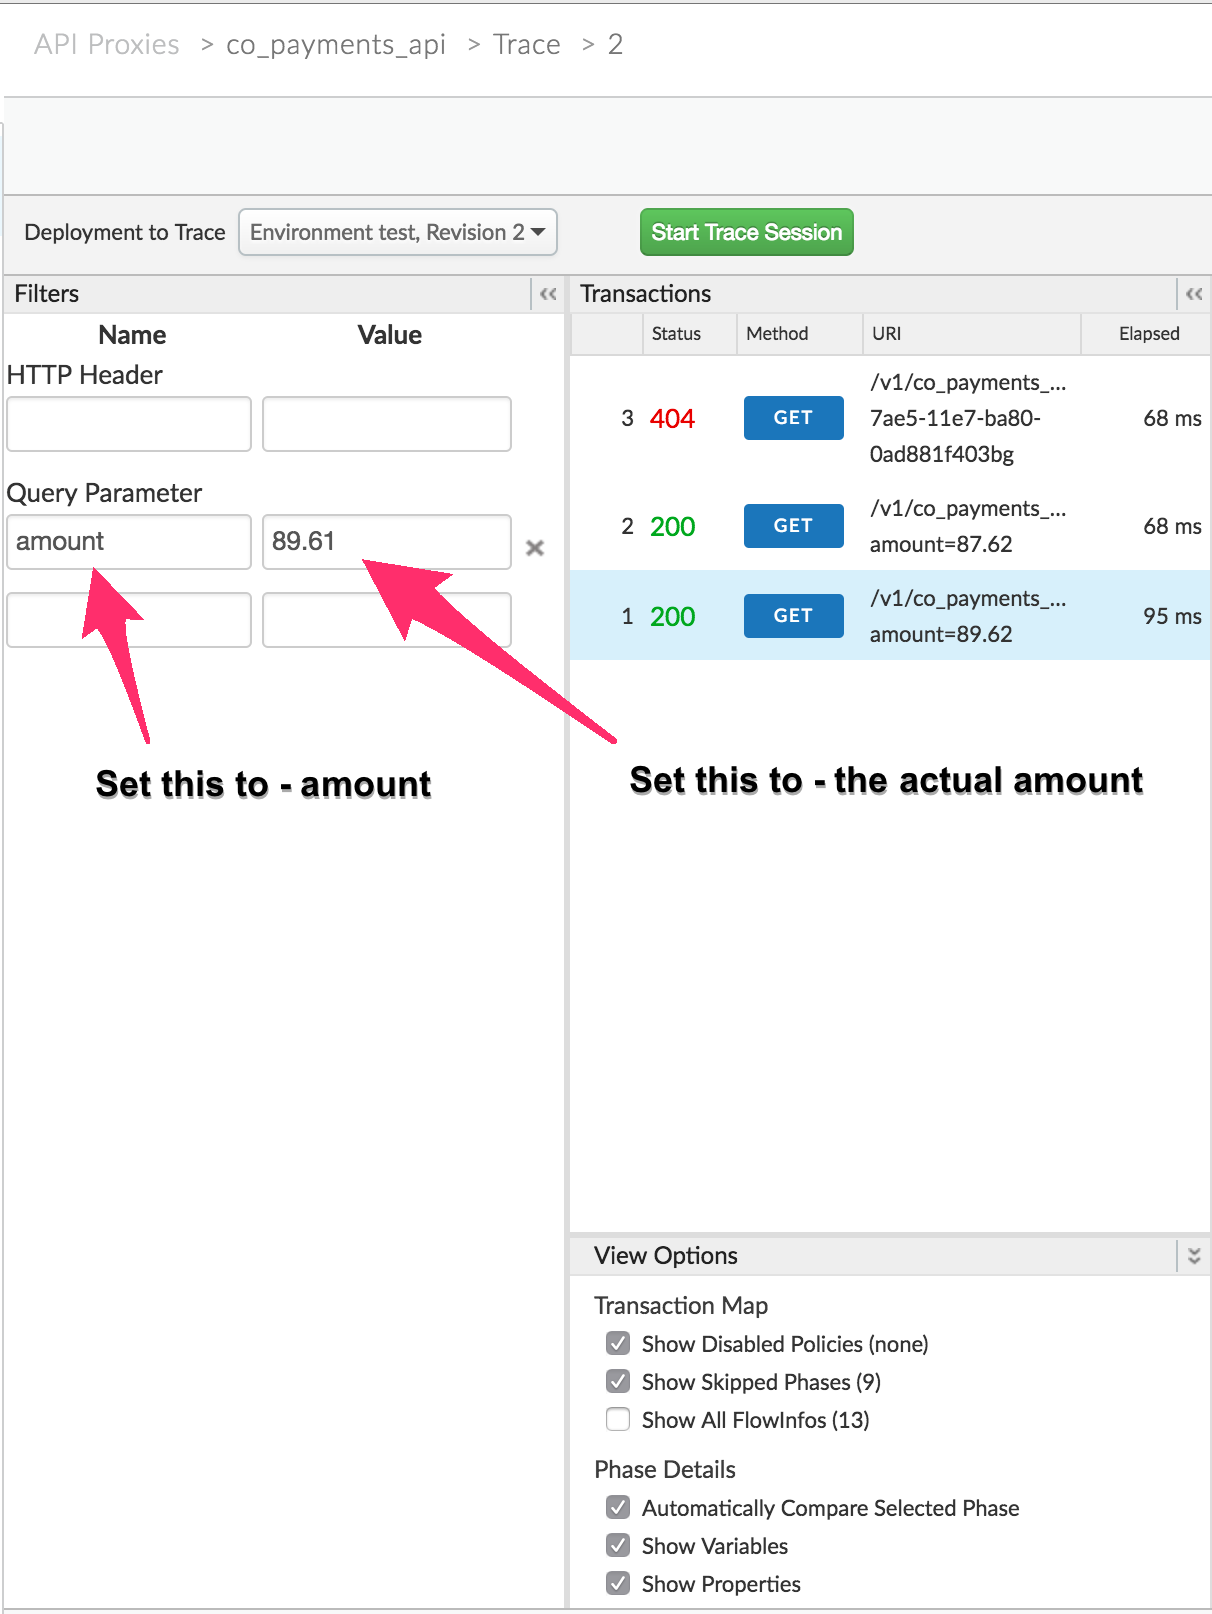 API Proxies > co_payments_api > Trace > 2
Deployment to Trace Environment test, Revision 2 Start Trace Session
Filters
Name Value
HTTP Header
Query Parameter
amount 89.61
Set this to - amount
Transactions
Status Method URI Elapsed
3 404 GET /v1/co_payments_... 68 ms
7ae5-11e7-ba80-
0ad881f403bg
2 200 GET /v1/co_payments_... 68 ms
amount=87.62
1 200 GET /v1/co_payments_... 95 ms
amount=89.62
Set this to - the actual amount
View Options
Transaction Map
Show Disabled Policies (none)
Show Skipped Phases (9)
Show All FlowInfos (13)
Phase Details
Automatically Compare Selected Phase
Show Variables
Show Properties